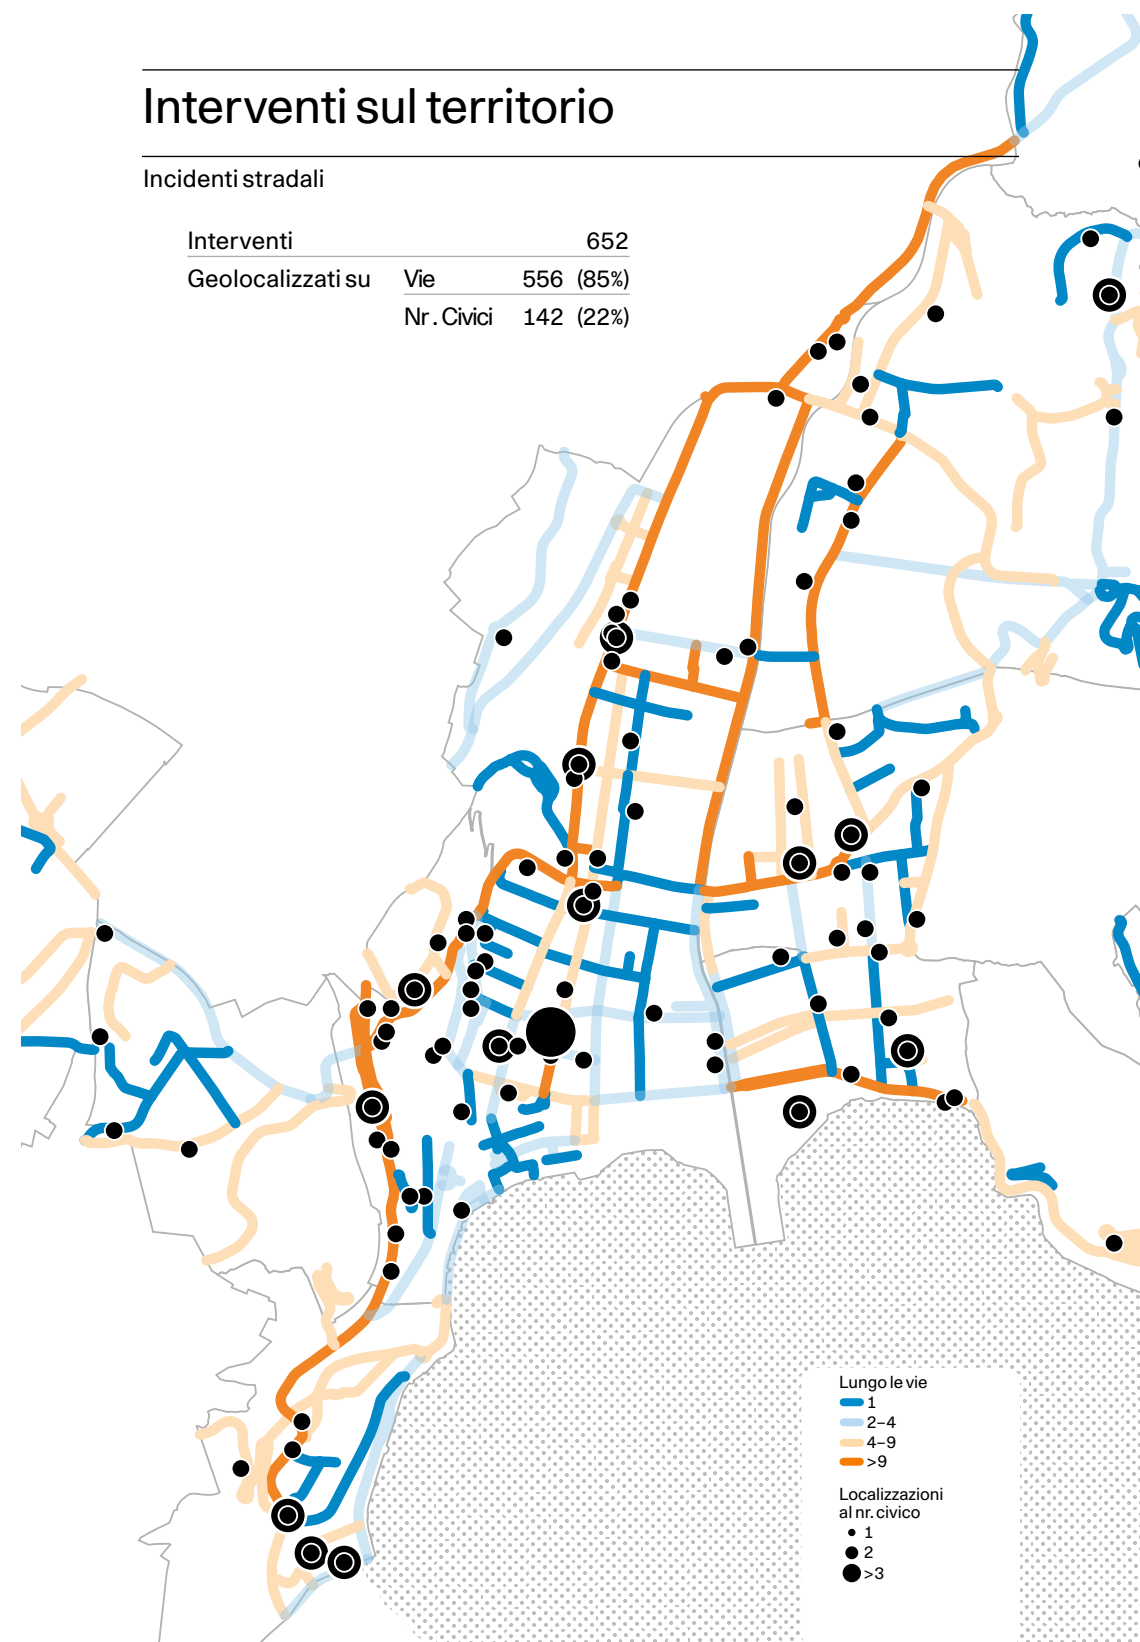 Interventi sul territorio
Incidenti stradali
Interventi 652
Geolocalizzati su Vie 556 (85%)
Nr. Civici 142 (22%)
Lungo le vie
1
2–4
4–9
>9
Localizzazioni
al nr. civico
1
2
>3